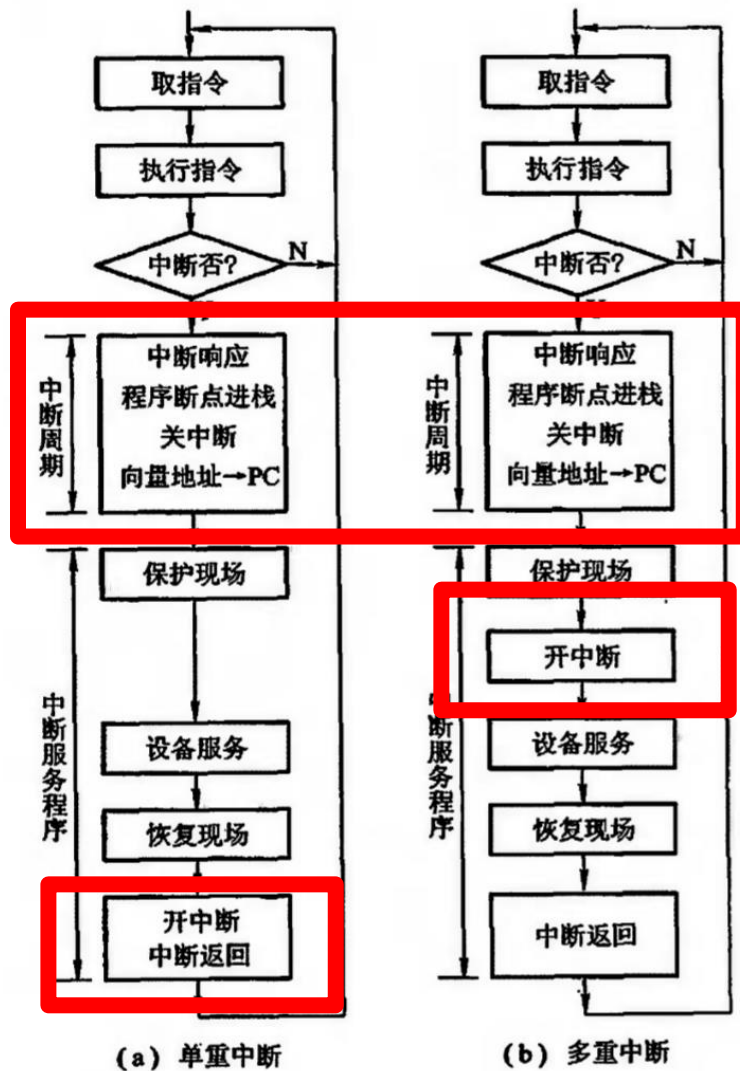 取指令
执行指令
中断否?
N
中断响应
程序断点进栈
关中断
向量地址→PC
中断周期
保护现场
设备服务
恢复现场
开中断
中断返回
中断服务程序
(a) 单重中断
取指令
执行指令
中断否?
N
中断响应
程序断点进栈
关中断
向量地址→PC
中断周期
保护现场
开中断
设备服务
恢复现场
中断返回
中断服务程序
(b) 多重中断